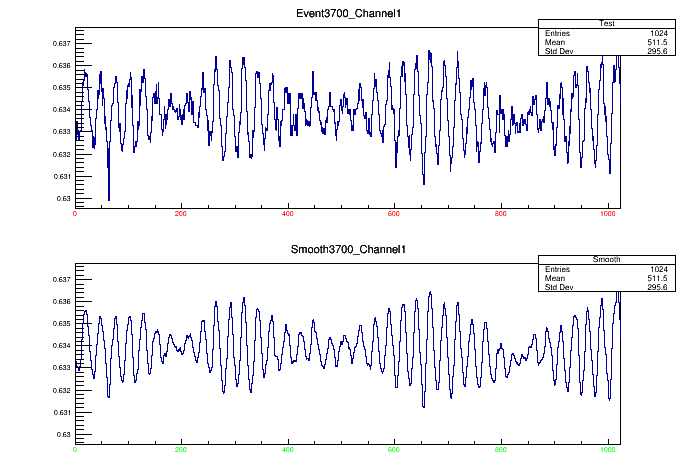 Event3700_Channel1
Test
Entries 1024
Mean 511.5
Std Dev 295.6
0.637
0.636
0.635
0.634
0.633
0.632
0.631
0.63
0 200 400 600 800 1000
Smooth3700_Channel1
Smooth
Entries 1024
Mean 511.5
Std Dev 295.6
0.637
0.636
0.635
0.634
0.633
0.632
0.631
0.63
0 200 400 600 800 1000